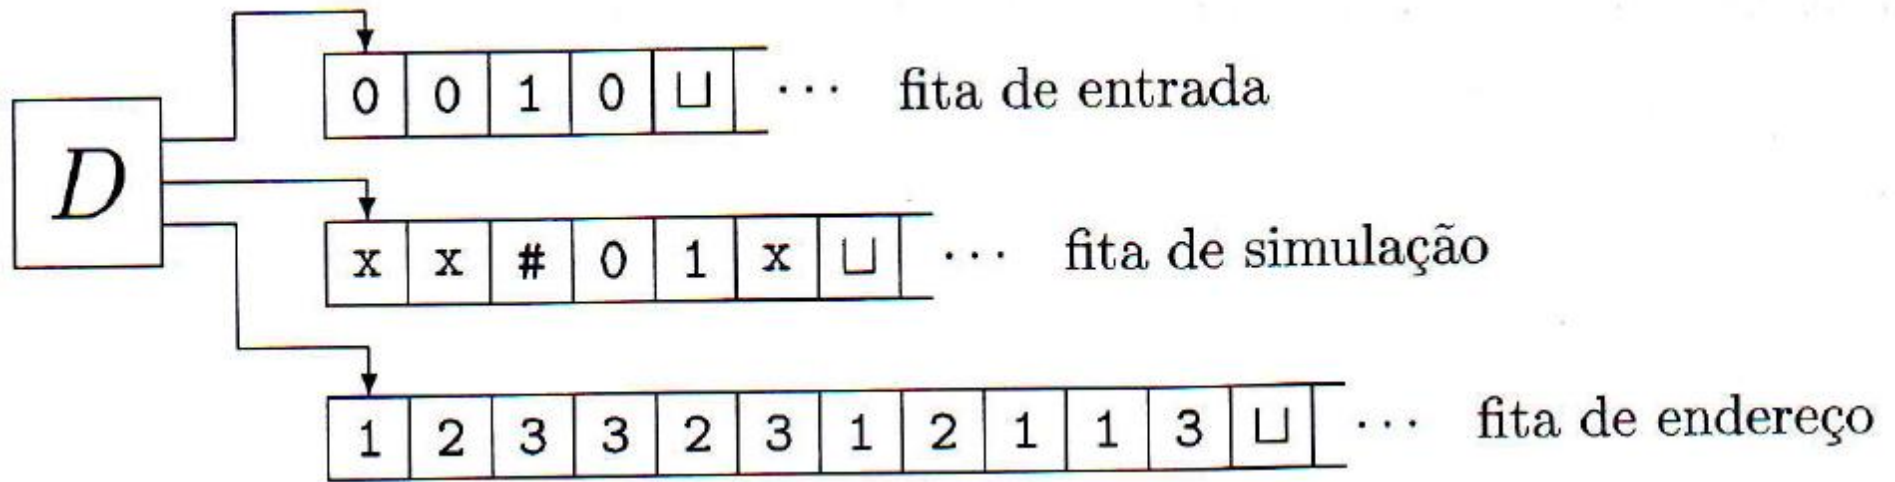 0 0 1 0 ⊔ ··· fita de entrada
D
x x # 0 1 x ⊔ ··· fita de simulação
1 2 3 3 2 3 1 2 1 1 3 ⊔ ··· fita de endereço